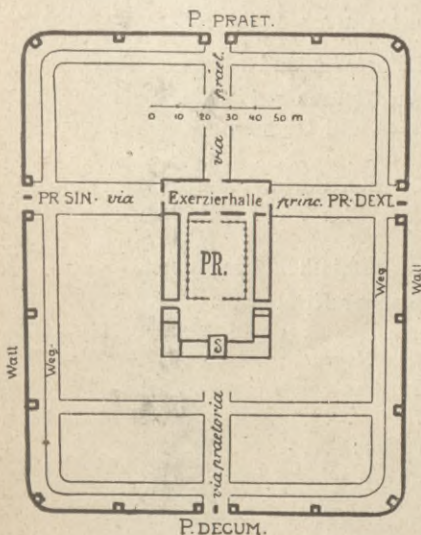 P. PRAET.
via praet.
0 10 20 30 40 50 m
PR SIN. via Exerzierhalle princ. PR. DEXT.
PR.
Weg
Wall
Wall
Weg.
S
via praetoria
P. DECUM.